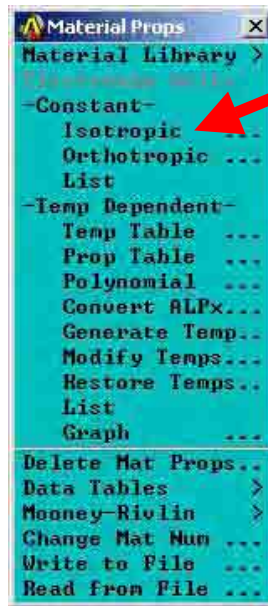 Material Props
Material Library >
-Constant-
Isotropic ...
Orthotropic ...
List
-Temp Dependent-
Temp Table ...
Prop Table ...
Polynomial ...
Convert ALPx...
Generate Temp..
Modify Temps...
Restore Temps..
List
Graph ...
Delete Mat Props..
Data Tables >
Mooney-Rivlin >
Change Mat Num ...
Write to File ...
Read from File ...